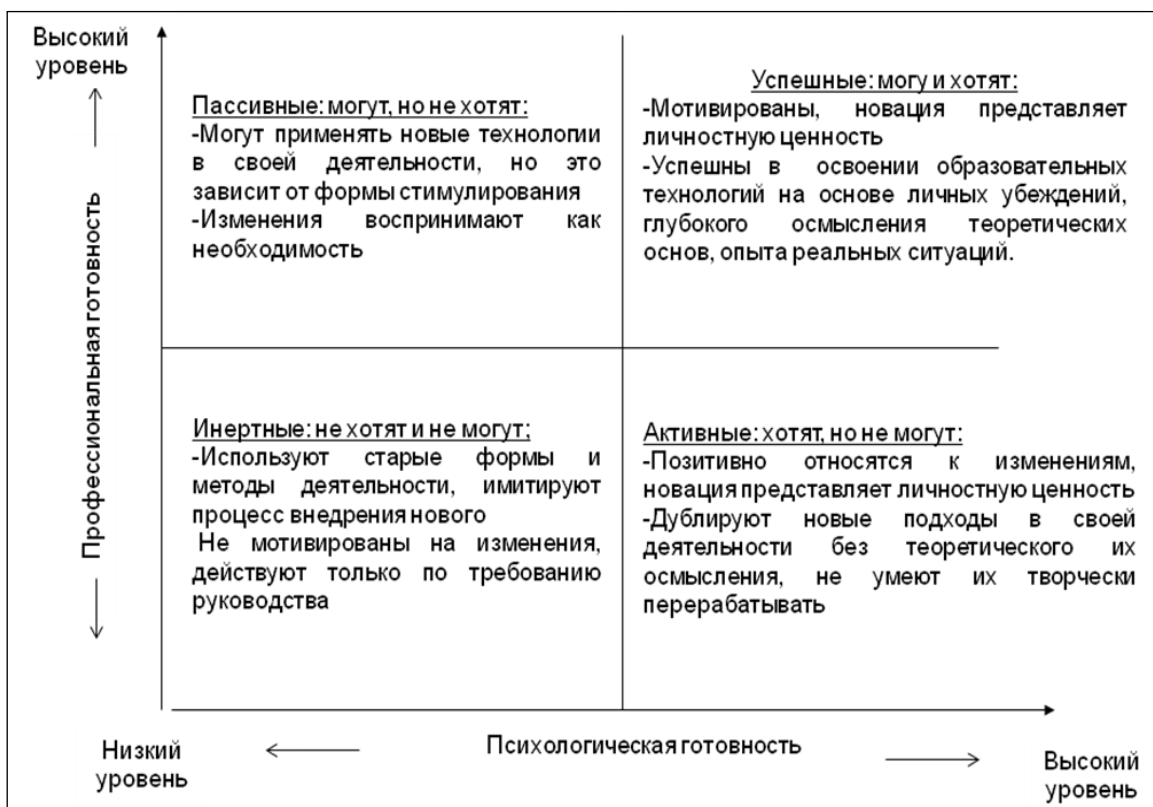 Высокий
уровень
Профессиональная готовность
Пассивные: могут, но не хотят:
-Могут применять новые технологии
в своей деятельности, но это
зависит от формы стимулирования
-Изменения воспринимают как
необходимость
Успешные: могу и хотят:
-Мотивированы, новация представляет
личностную ценность
-Успешны в освоении образовательных
технологий на основе личных убеждений,
глубокого осмысления теоретических
основ, опыта реальных ситуаций.
Инертные: не хотят и не могут;
-Используют старые формы и
методы деятельности, имитируют
процесс внедрения нового
Не мотивированы на изменения,
действуют только по требованию
руководства
Активные: хотят, но не могут:
-Позитивно относятся к изменениям,
новация представляет личностную ценность
-Дублируют новые подходы в своей
деятельности без теоретического их
осмысления, не умеют их творчески
перерабатывать
Низкий
уровень
Психологическая готовность
Высокий
уровень